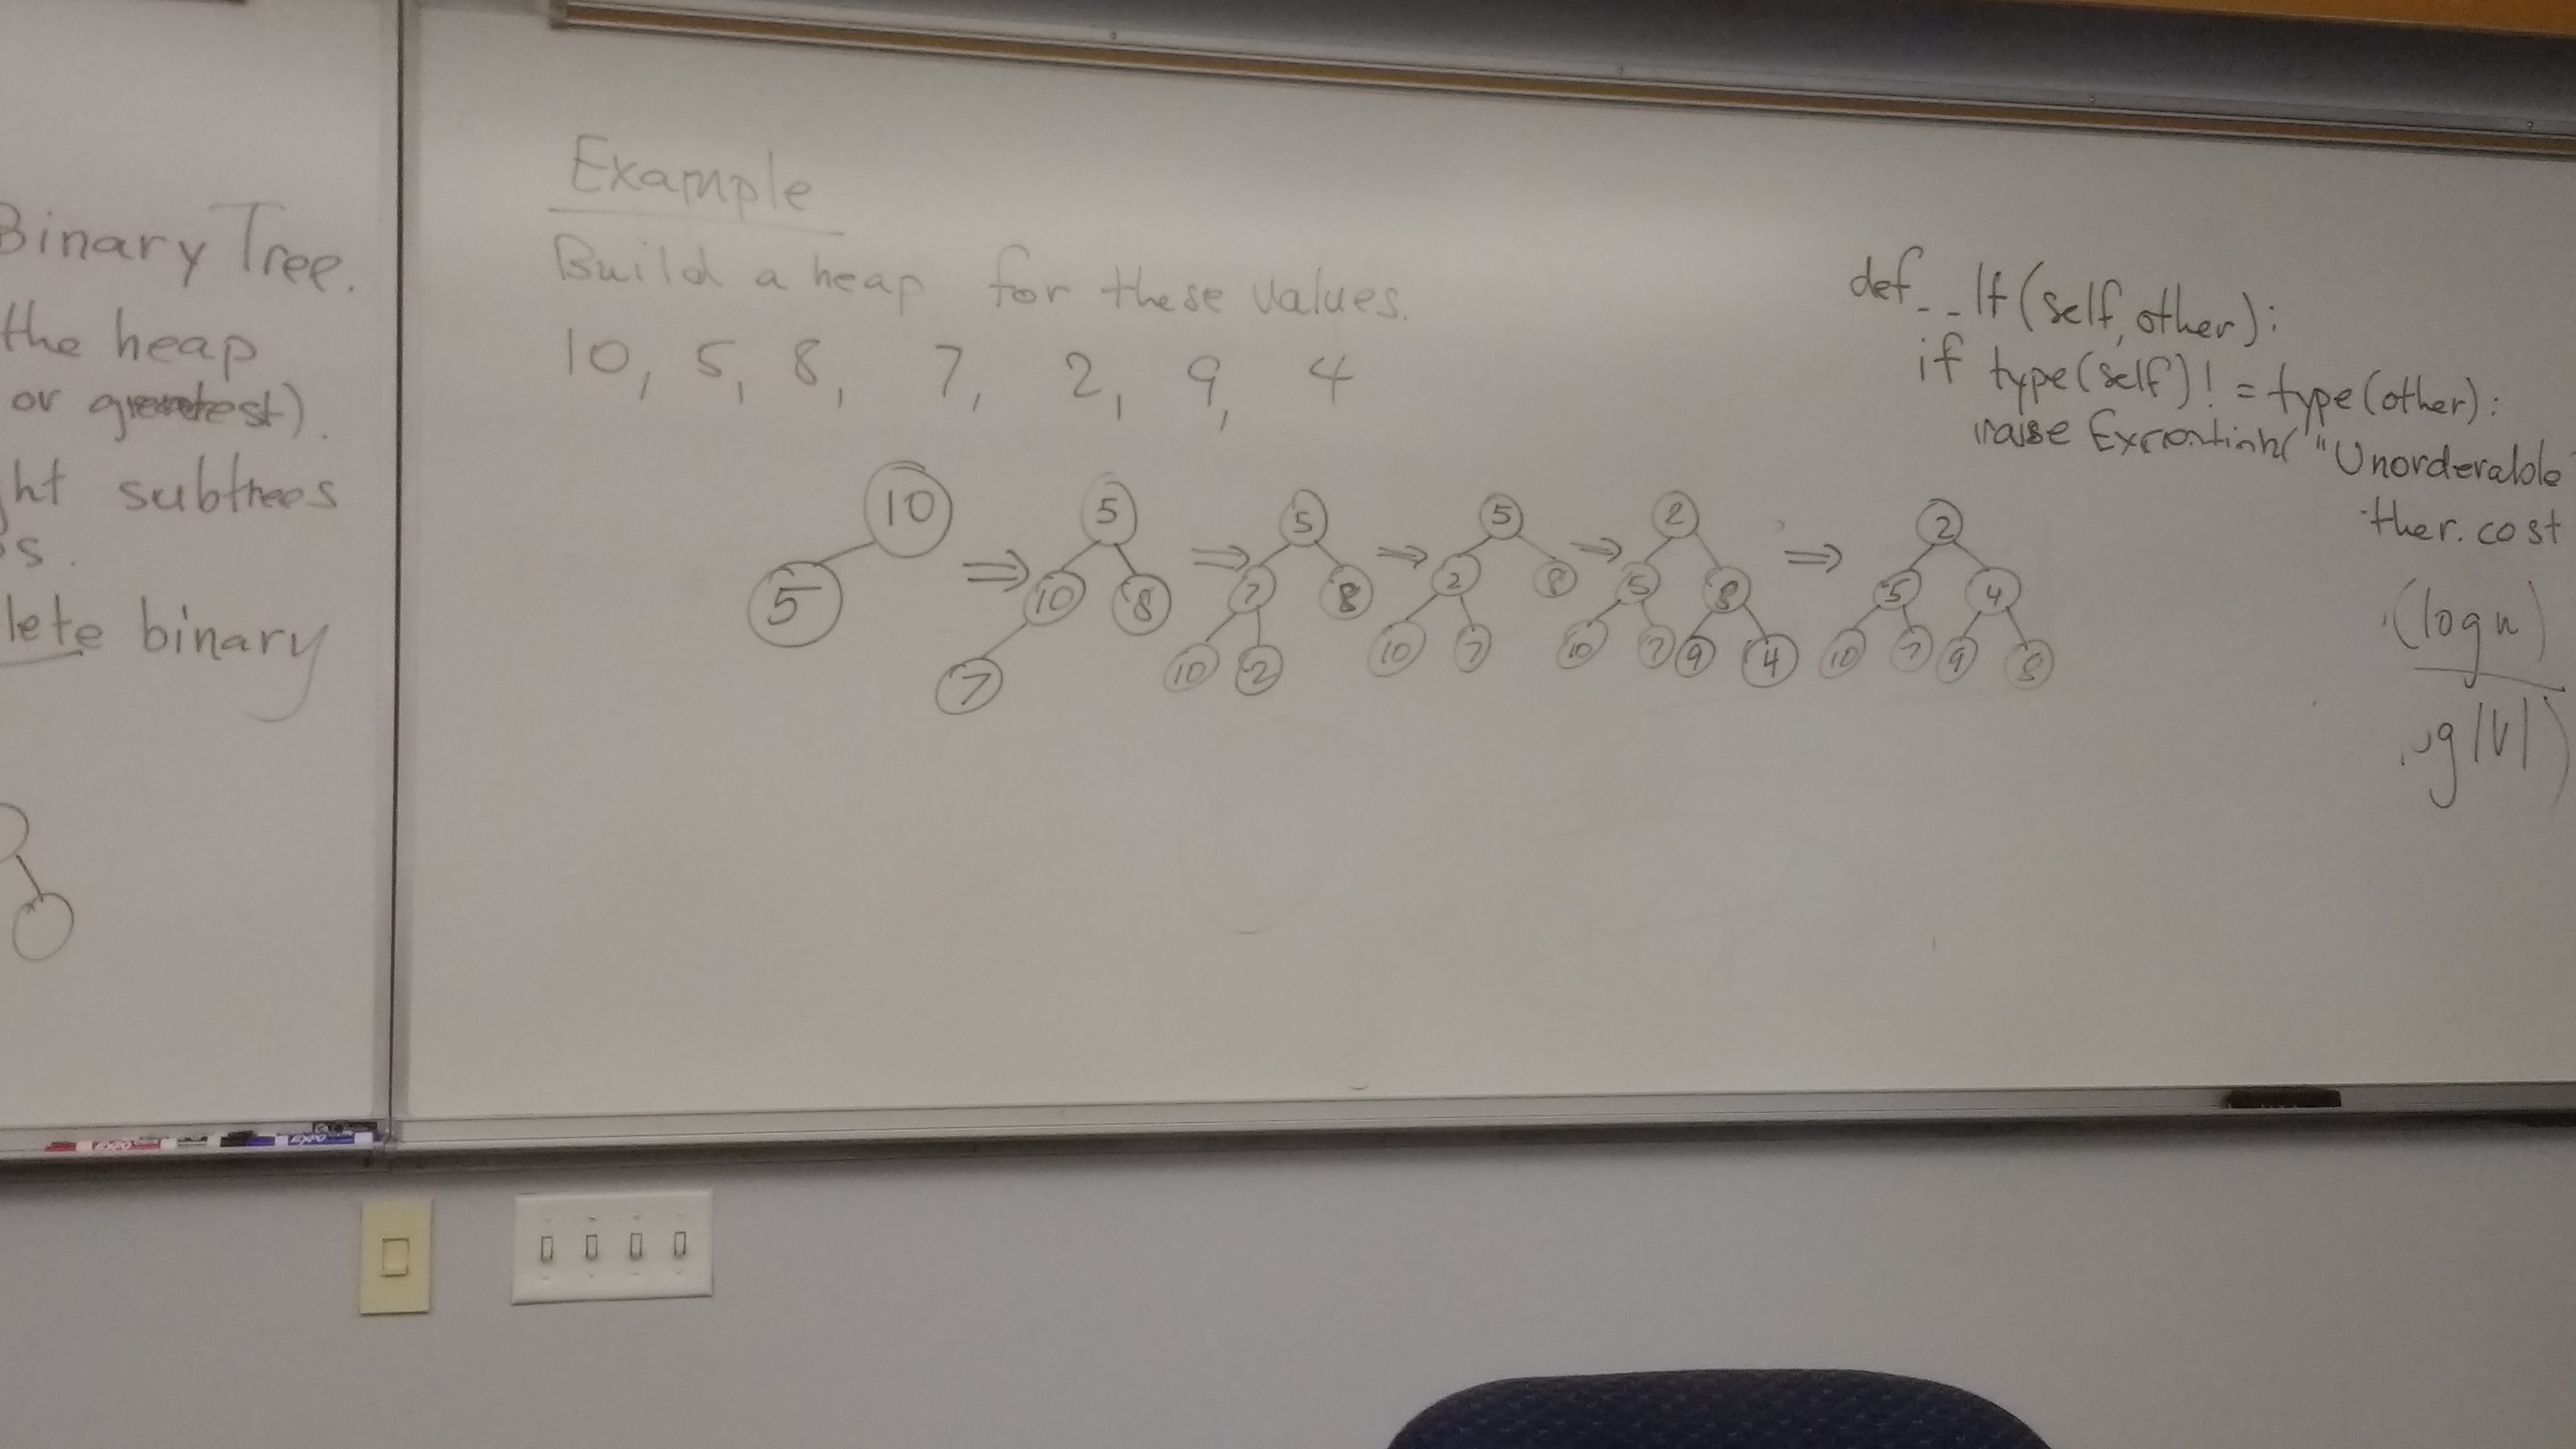 Binary Tree.
the heap
or greatest).
ht subtrees
s.
lete binary
Example
Build a heap for these values.
10, 5, 8, 7, 2, 9, 4
10 5 5 5 2 2
5 10 8 7 8 2 8 5 8 5 4
7 10 2 10 7 10 7 9 4 10 7 9 8
def __lt(self, other):
if type(self) != type(other):
raise "Unorderable
ther.cost
(log n)
g|V|)
EXPO EXPO